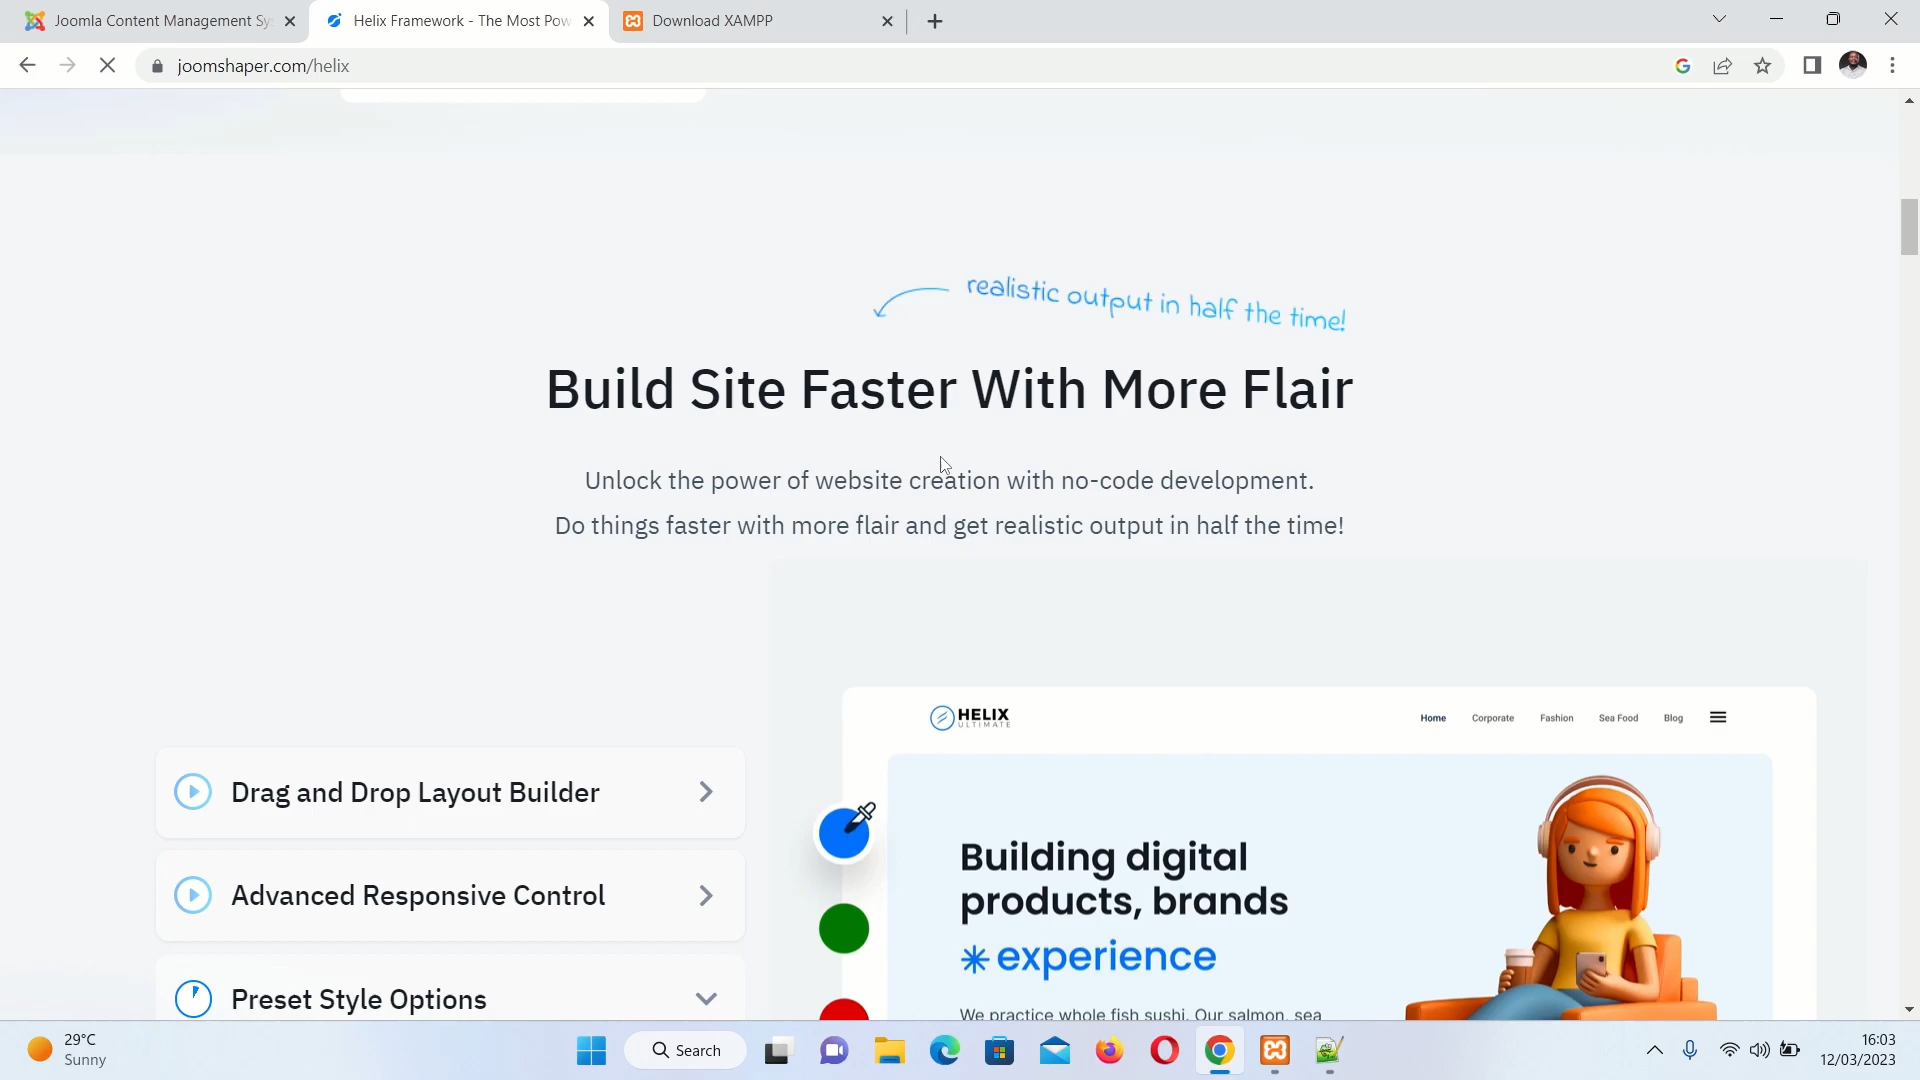 Joomla Content Management Sy
Helix Framework - The Most Pow
Download XAMPP
joomshaper.com/helix
realistic output in half the time!
Build Site Faster With More Flair
Unlock the power of website creation with no-code development.
Do things faster with more flair and get realistic output in half the time!
HELIX
ULTIMATE
Home Corporate Fashion Sea Food Blog
Drag and Drop Layout Builder
Advanced Responsive Control
Preset Style Options
Building digital
products, brands
experience
We practice whole fish sushi. Our salmon, sea
29°C
Sunny
Search
16:03
12/03/2023